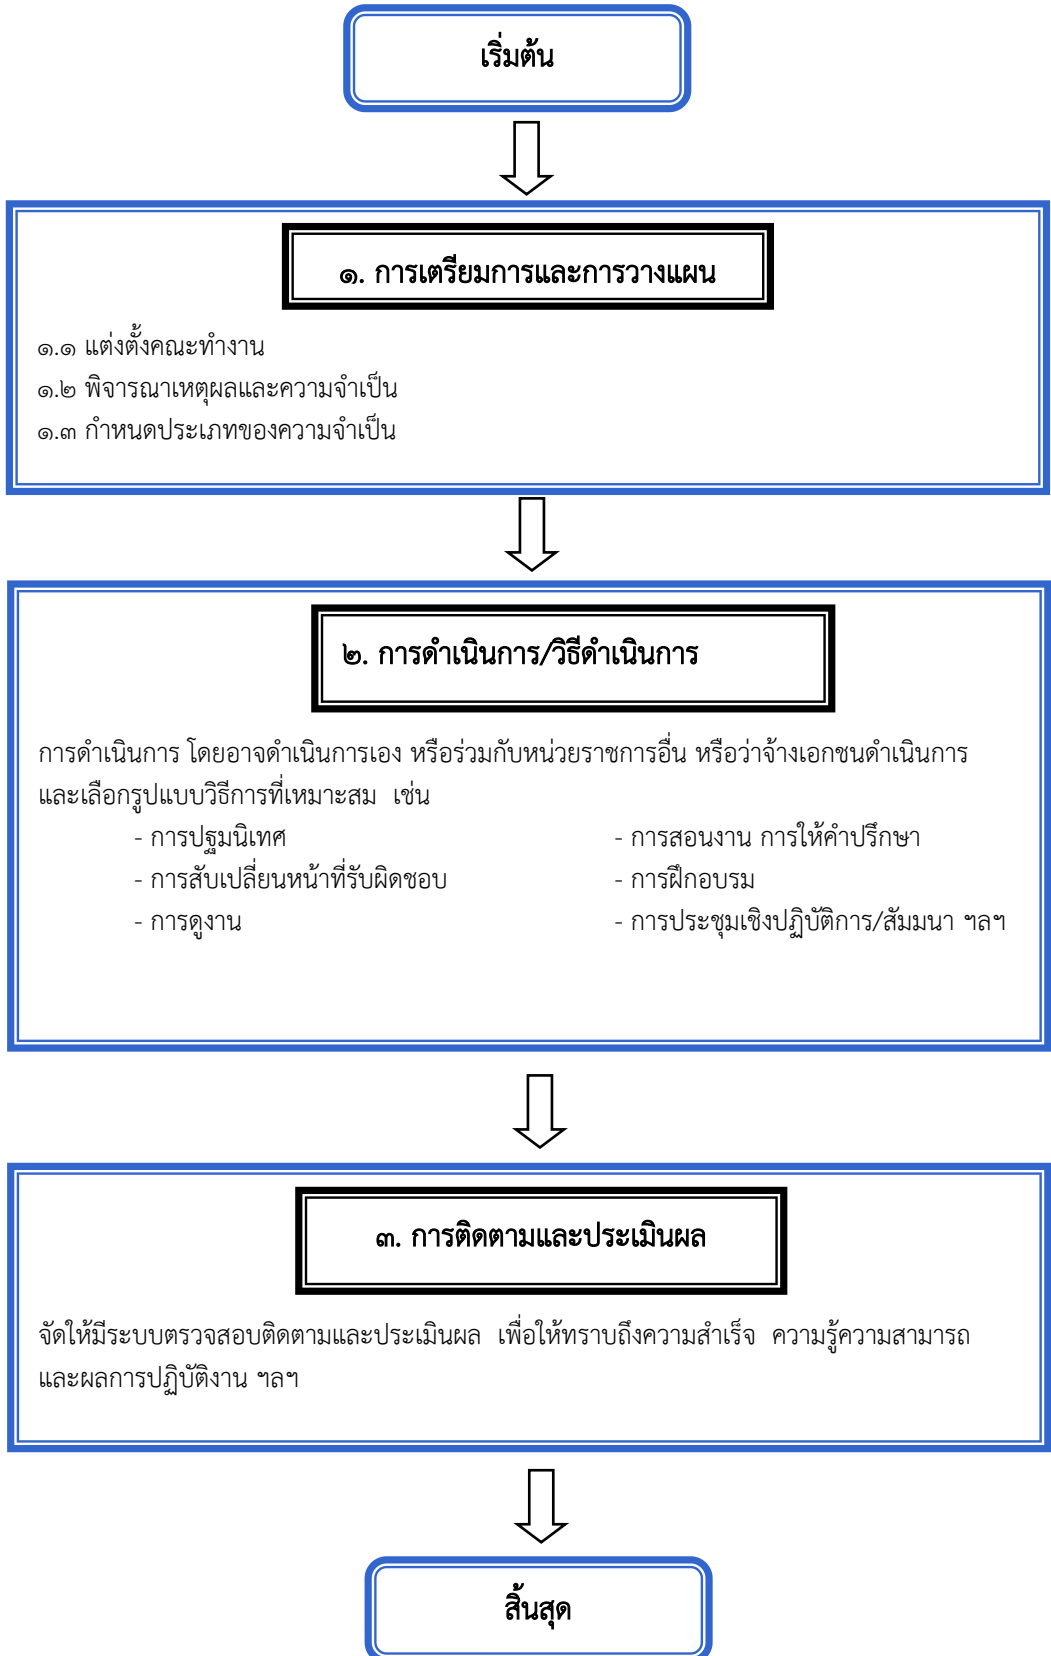 เริ่มต้น
๑. การเตรียมการและการวางแผน
๑.๑ แต่งตั้งคณะทำงาน
๑.๒ พิจารณาเหตุผลและความจำเป็น
๑.๓ กำหนดประเภทของความจำเป็น
๒. การดำเนินการ/วิธีดำเนินการ
การดำเนินการ โดยอาจดำเนินการเอง หรือร่วมกับหน่วยราชการอื่น หรือว่าจ้างเอกชนดำเนินการ
และเลือกรูปแบบวิธีการที่เหมาะสม เช่น
- การปฐมนิเทศ - การสอนงาน การให้คำปรึกษา
- การสับเปลี่ยนหน้าที่รับผิดชอบ - การฝึกอบรม
- การดูงาน - การประชุมเชิงปฏิบัติการ/สัมมนา ฯลฯ
๓. การติดตามและประเมินผล
จัดให้มีระบบตรวจสอบติดตามและประเมินผล เพื่อให้ทราบถึงความสำเร็จ ความรู้ความสามารถ
และผลการปฏิบัติงาน ฯลฯ
สิ้นสุด